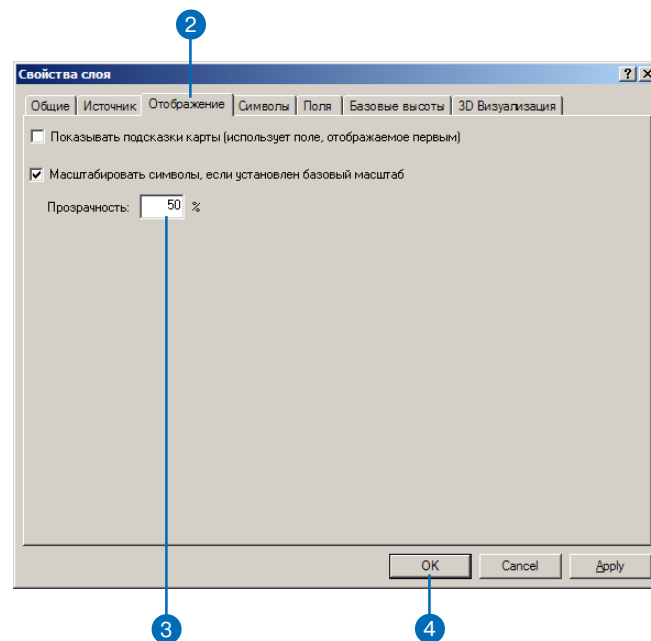 2
Свойства слоя
Общие Источник Отображение Символы Поля Базовые высоты 3D Визуализация
Показывать подсказки карты (использует поле, отображаемое первым)
Масштабировать символы, если установлен базовый масштаб
Прозрачность: 50 %
OK Cancel Apply
3 4